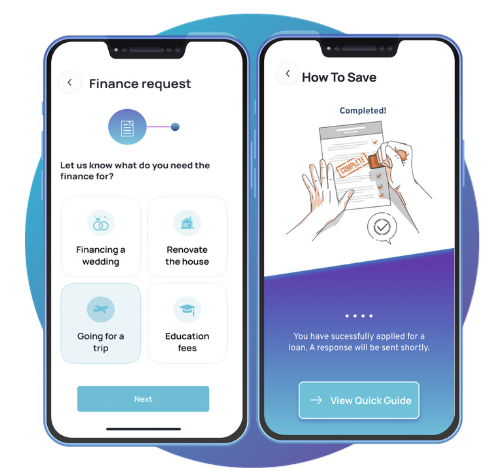 Finance request
Let us know what do you need the
finance for?
Financing a
wedding
Renovate
the house
Going for a
trip
Education
fees
Next
How To Save
Completed!
COMPLETE
You have sucessfully applied for a
loan. A response will be sent shortly.
View Quick Guide